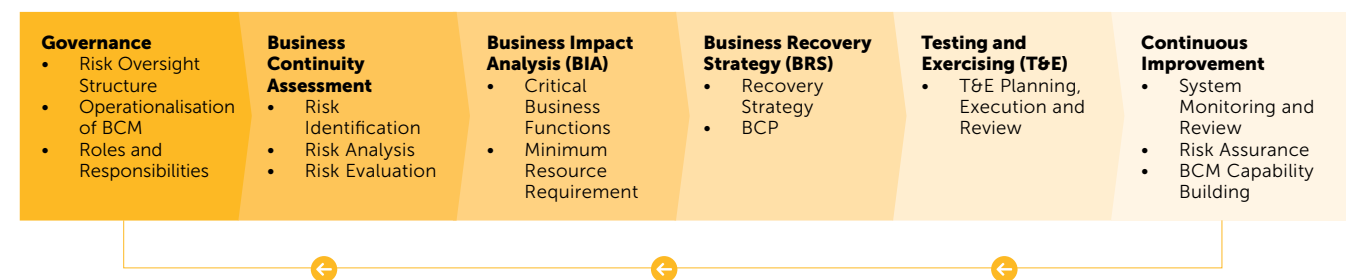 Governance
• Risk Oversight
Structure
• Operationalisation
of BCM
• Roles and
Responsibilities
Business
Continuity
Assessment
• Risk
Identification
• Risk Analysis
• Risk Evaluation
Business Impact
Analysis (BIA)
• Critical
Business
Functions
• Minimum
Resource
Requirement
Business Recovery
Strategy (BRS)
• Recovery
Strategy
• BCP
Testing and
Exercising (T&E)
• T&E Planning,
Execution and
Review
Continuous
Improvement
• System
Monitoring and
Review
• Risk Assurance
• BCM Capability
Building